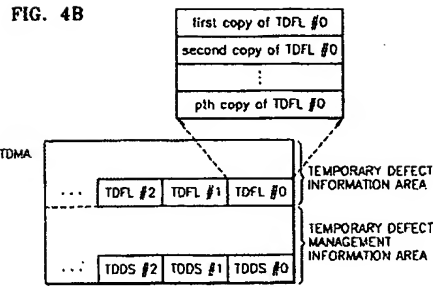 FIG. 4B
first copy of TDFL #0
second copy of TDFL #0
⋮
pth copy of TDFL #0
TDMA
... TDFL #2 TDFL #1 TDFL #0
TEMPORARY DEFECT
INFORMATION AREA
... TDDS #2 TDDS #1 TDDS #0
TEMPORARY DEFECT
MANAGEMENT
INFORMATION AREA